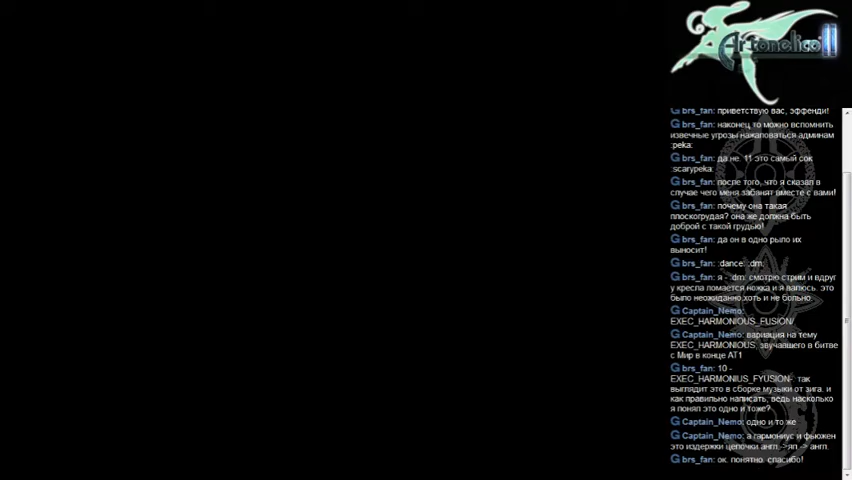 Ar tonelico II
G brs_fan: приветствую вас, эффенди!
G brs_fan: наконец то можно вспомнить
извечные угрозы нажаповаться админам
:peka:
G brs_fan: да не. 11 это самый сок
:scarypeka:
G brs_fan: после того, что я сказал в
случае чего меня забанят вместе с вами!
G brs_fan: почему она такая
плоскогрудая? она же должна быть
доброй с такой грудью!
G brs_fan: да он в одно рыло их
выносит!
G brs_fan: :dance: :dm:
G brs_fan: я - :dm: смотрю стрим и вдруг
у кресла ломается ножка и я валюсь. это
было неожиданно хоть и не больно
G Captain_Nemo:
EXEC_HARMONIOUS_FUSION/
G Captain_Nemo: вариация на тему
EXEC_HARMONIOUS, звучавшего в битве
с Мир в конце AT1
G brs_fan: 10 -
EXEC_HARMONIUS_FYUSION-. так
выглядит это в сборке музыки от зига. и
как правильно написать, ведь насколько
я понял это одно и тоже?
G Captain_Nemo: одно и то же
G Captain_Nemo: а гармониус и фьюжен
это издержки цепочки англ. ->яп -> англ.
G brs_fan: ок. понятно. спасибо!